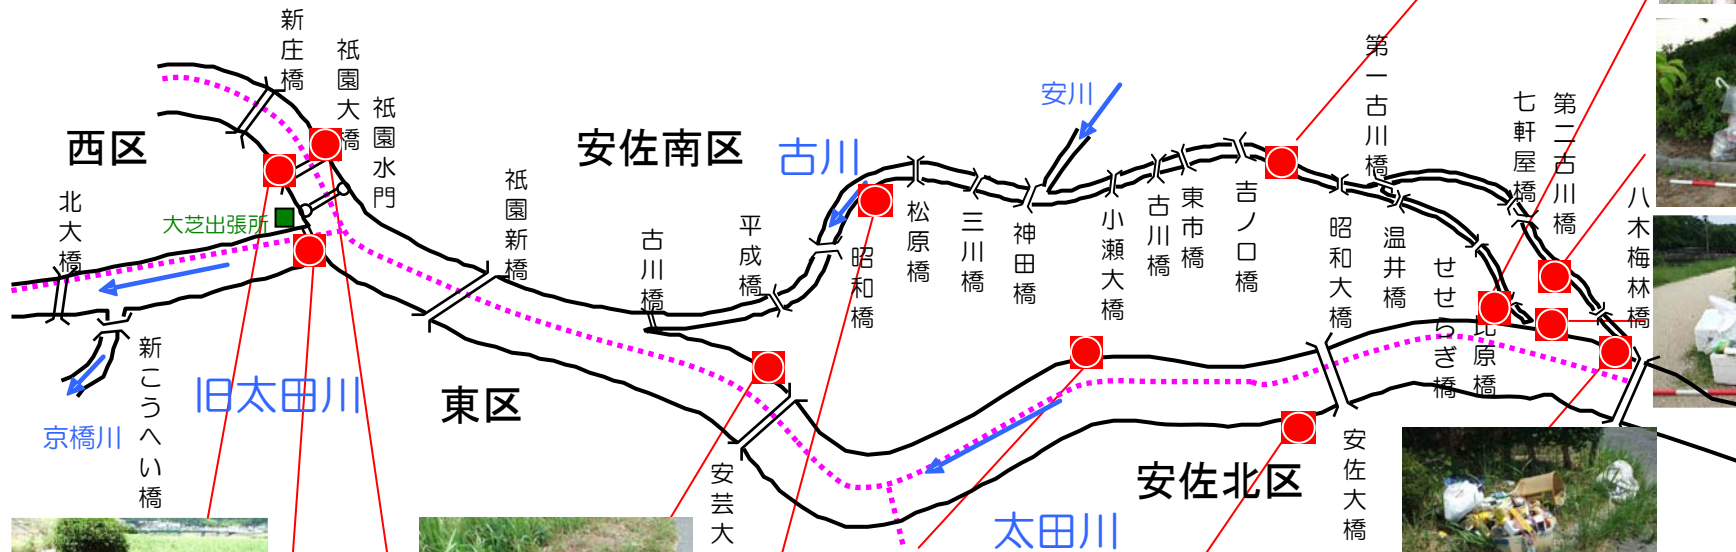 新庄橋
祇園大橋
祇園水門
西区
北大橋
大芝出張所
祇園新橋
安佐南区
古川
安川
第一古川橋
七軒屋橋
第二古川橋
八木梅林橋
古川橋
平成橋
昭和橋
松原橋
三川橋
神田橋
小瀬大橋
古川橋
東市橋
吉ノ口橋
昭和大橋
温井橋
せせらぎ橋
比原橋
新こうへい橋
旧太田川
京橋川
東区
安芸大
太田川
安佐北区
安佐大橋